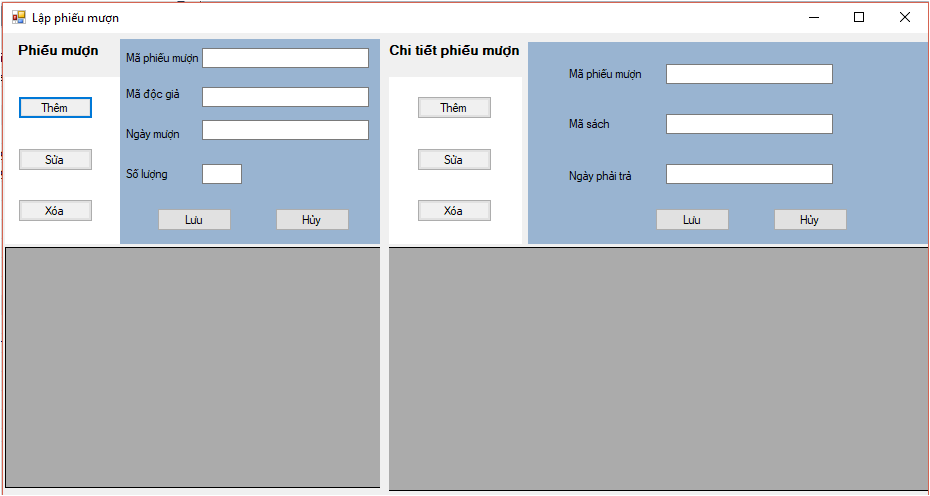 Lập phiếu mượn
Phiếu mượn
Thêm
Sửa
Xóa
Mã phiếu mượn
Mã độc giả
Ngày mượn
Số lượng
Lưu
Hủy
Chi tiết phiếu mượn
Thêm
Sửa
Xóa
Mã phiếu mượn
Mã sách
Ngày phải trả
Lưu
Hủy